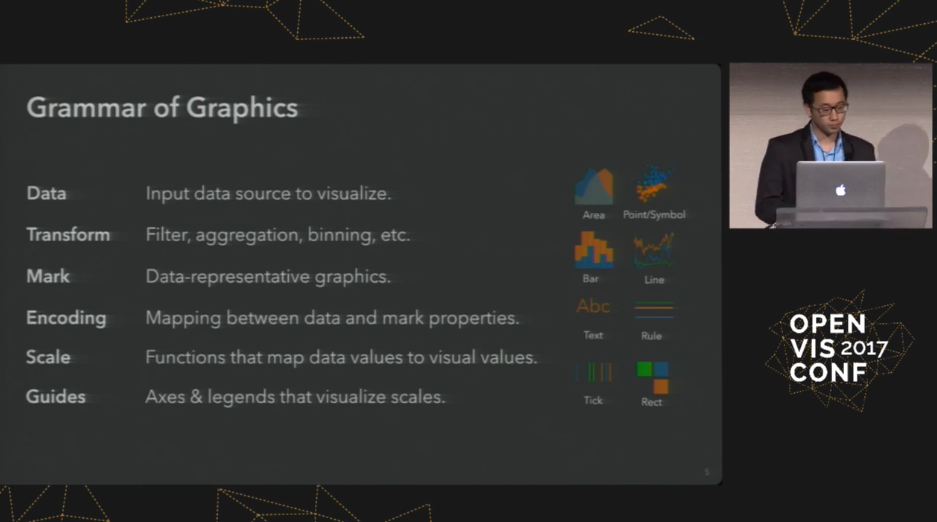 Grammar of Graphics
Data Input data source to visualize.
Transform Filter, aggregation, binning, etc.
Mark Data-representative graphics.
Encoding Mapping between data and mark properties.
Scale Functions that map data values to visual values.
Guides Axes & legends that visualize scales.
Area Point/Symbol
Bar Line
Abc
Text Rule
Tick Rect
5
OPEN
VIS 2017
CONF